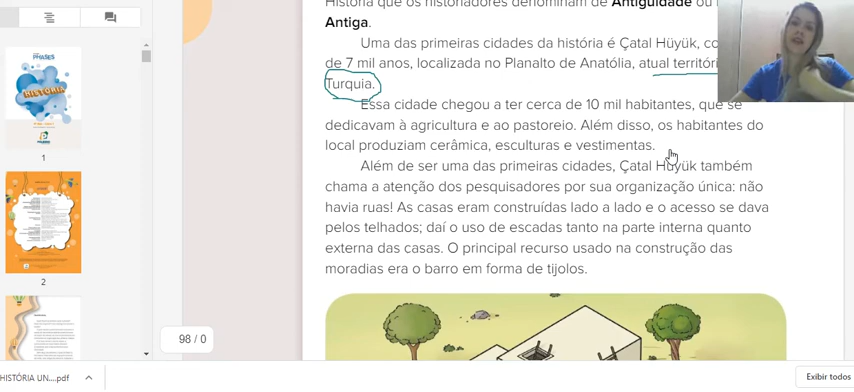 História que os historiadores denominam de Antiguidade ou
Antiga.
Uma das primeiras cidades da história é Çatal Hüyük,
de 7 mil anos, localizada no Planalto de Anatólia, atual
Turquia.
Essa cidade chegou a ter cerca de 10 mil habitantes, que se
dedicavam à agricultura e ao pastoreio. Além disso, os habitantes do
local produziam cerâmica, esculturas e vestimentas.
Além de ser uma das primeiras cidades, Çatal Hüyük também
chama a atenção dos pesquisadores por sua organização única: não
havia ruas! As casas eram construídas lado a lado e o acesso se dava
pelos telhados; daí o uso de escadas tanto na parte interna quanto
externa das casas. O principal recurso usado na construção das
moradias era o barro em forma de tijolos.
HISTÓRIA
1
2
98 / 0
HISTÓRIA UN....pdf
Exibir todos